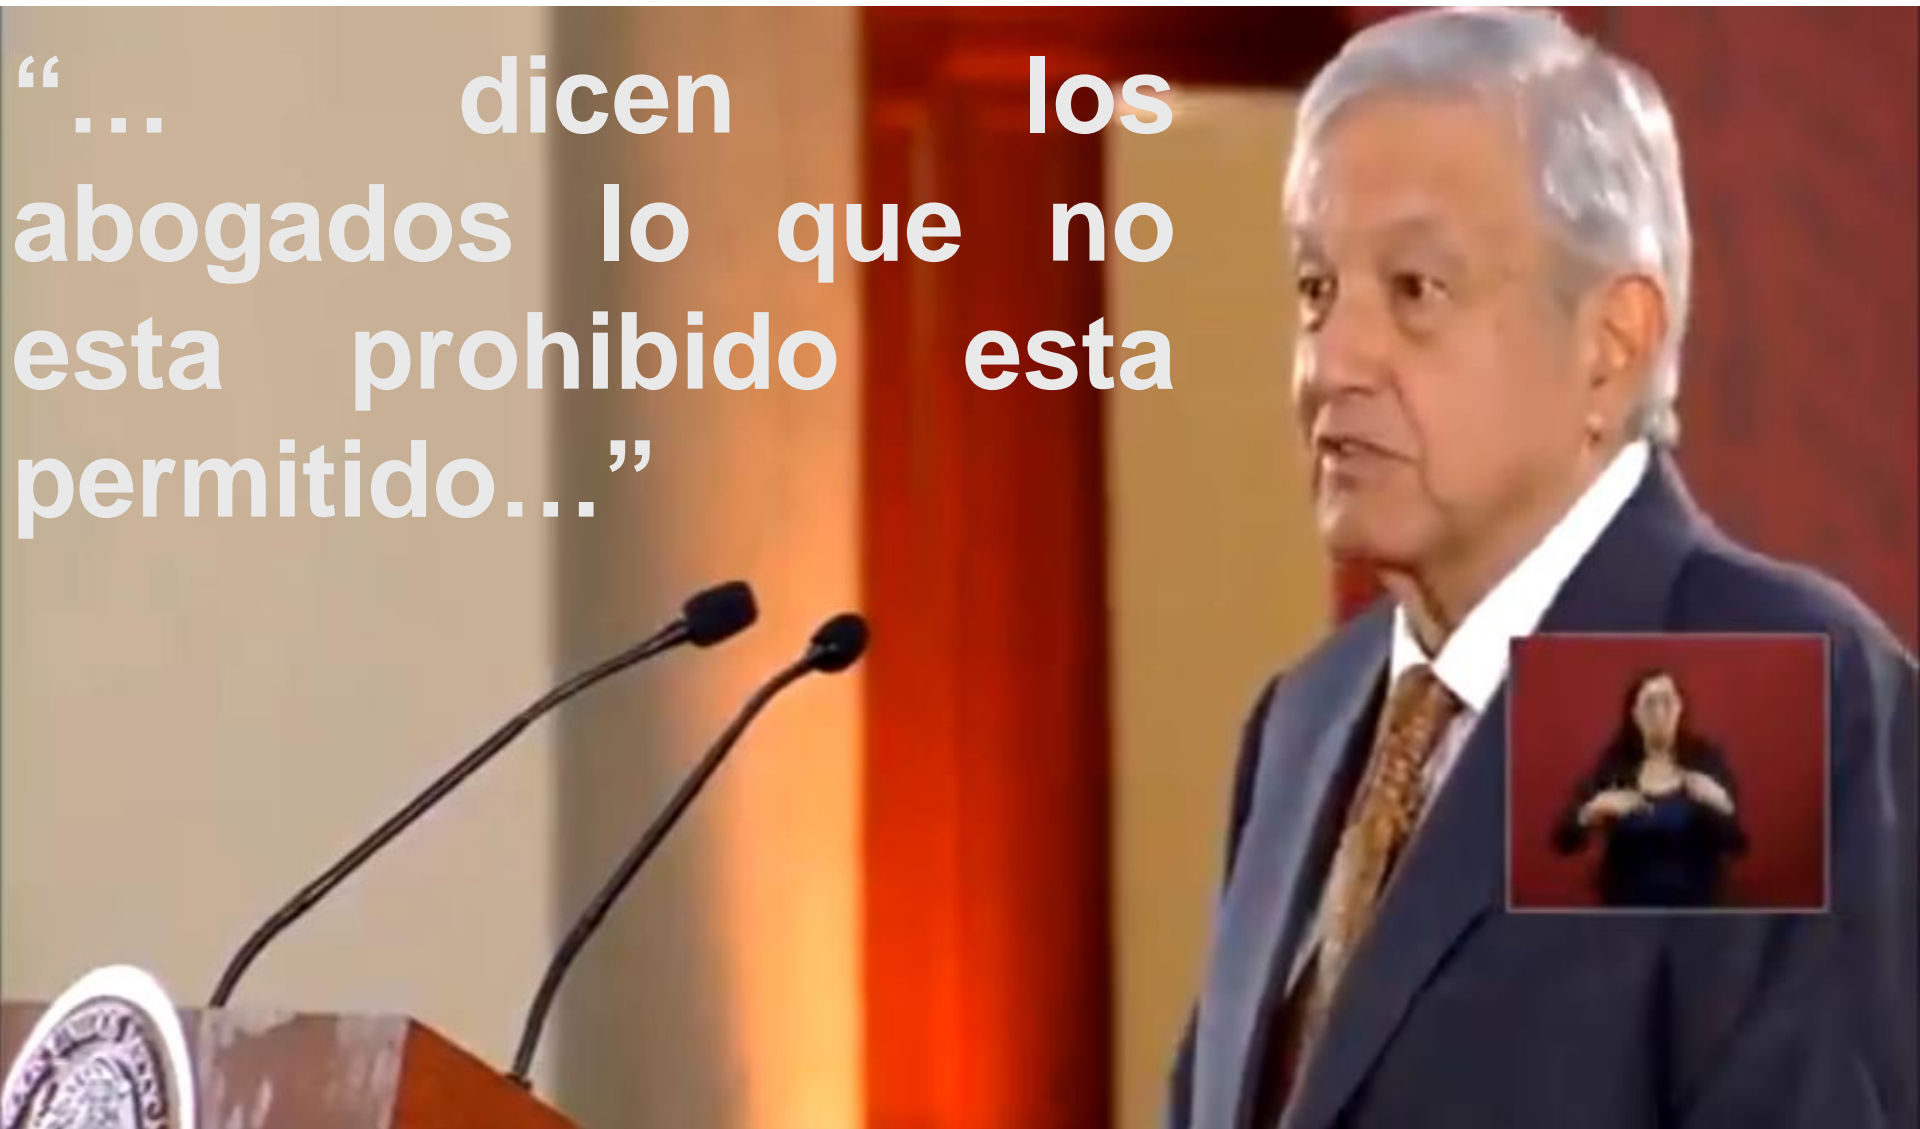 “… dicen los
abogados lo que no
esta prohibido esta
permitido…”